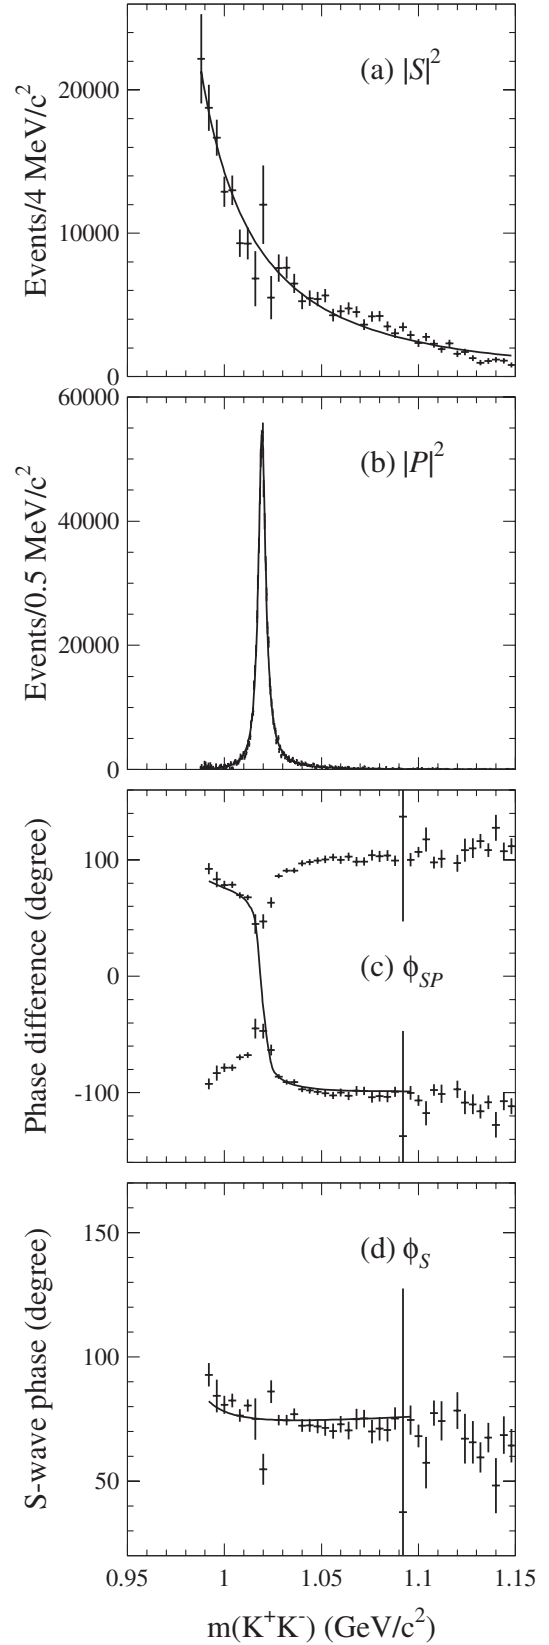 (a) |S|²
Events/4 MeV/c²
20000
10000
0
(b) |P|²
Events/0.5 MeV/c²
60000
40000
20000
0
(c) ϕSP
Phase difference (degree)
100
0
-100
(d) ϕS
S-wave phase (degree)
150
100
50
0.95 1 1.05 1.1 1.15
m(K⁺K⁻) (GeV/c²)